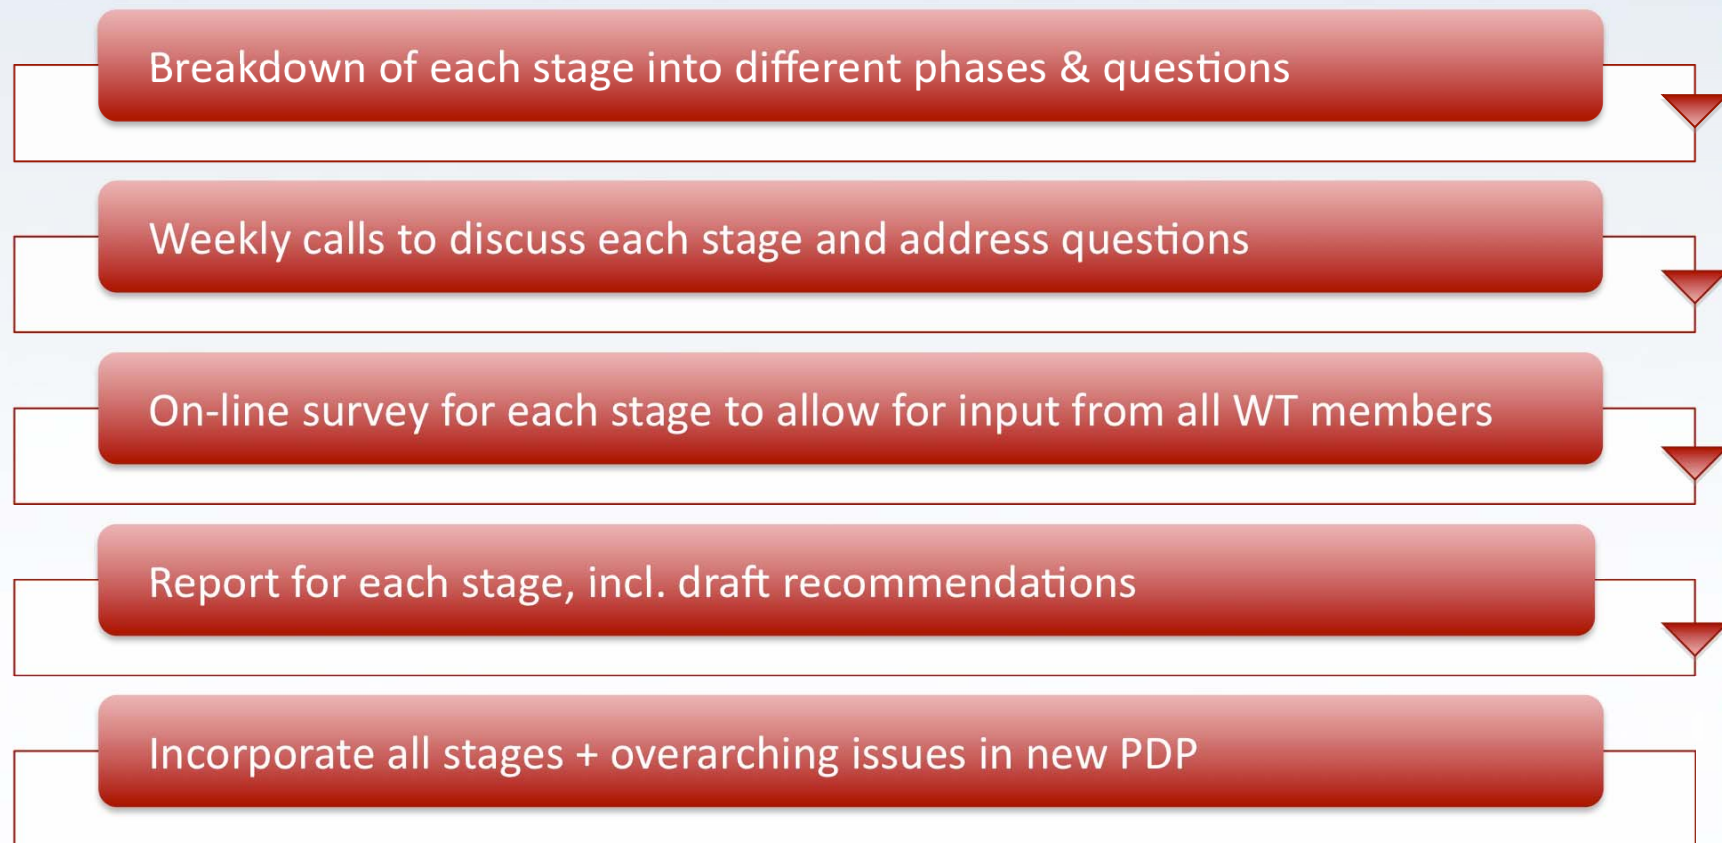 Breakdown of each stage into different phases & questions
Weekly calls to discuss each stage and address questions
On-line survey for each stage to allow for input from all WT members
Report for each stage, incl. draft recommendations
Incorporate all stages + overarching issues in new PDP